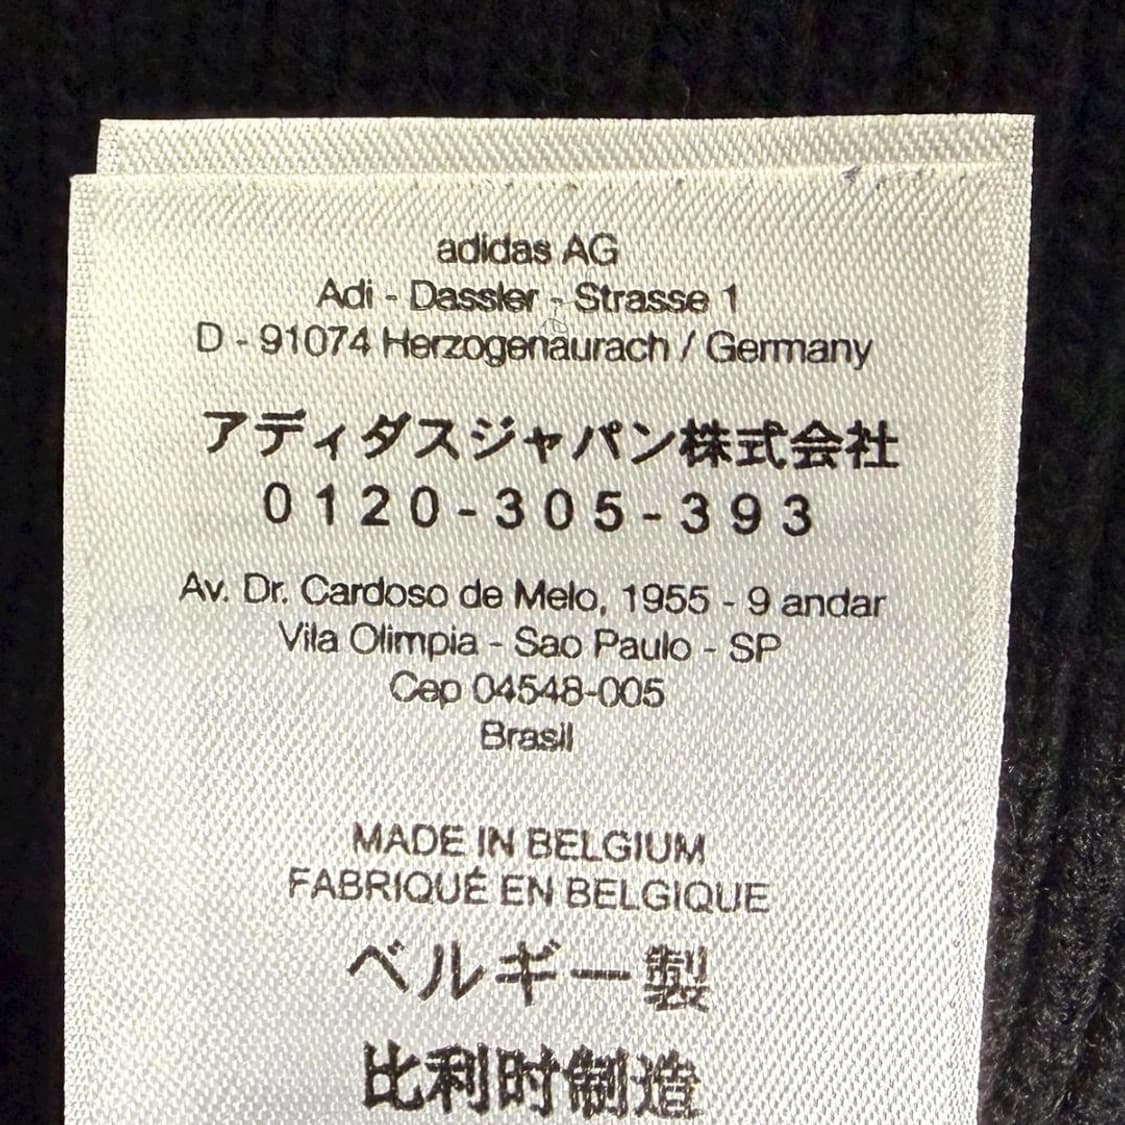 adidas AG
Adi - Dassler - Strasse 1
D - 91074 Herzogenaurach / Germany
アディダスジャパン株式会社
0120-305-393
Av. Dr. Cardoso de Melo, 1955 - 9 andar
Vila Olimpia - Sao Paulo - SP
Cep 04548-005
Brasil
MADE IN BELGIUM
FABRIQUÉ EN BELGIQUE
ベルギー製
比利时制造